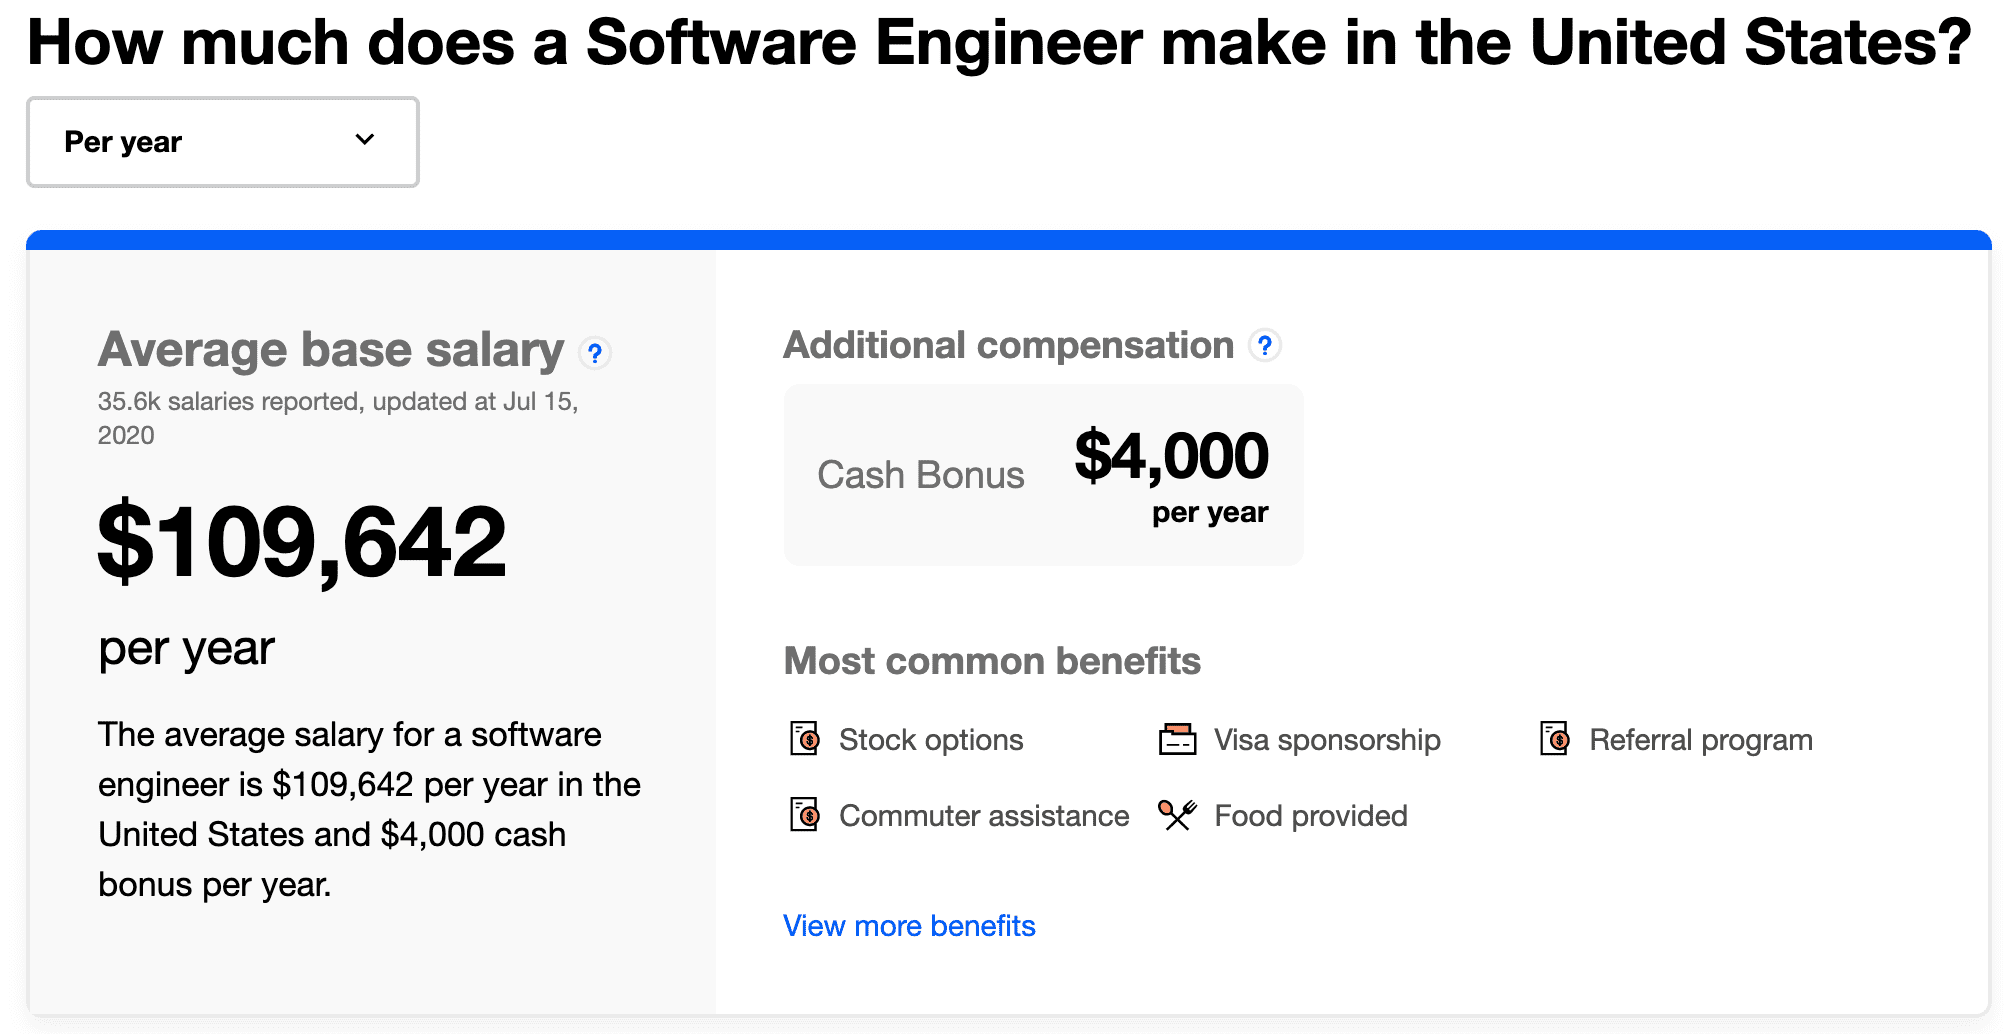 How much does a Software Engineer make in the United States?
Per year
Average base salary ?
35.6k salaries reported, updated at Jul 15,
2020
$109,642
per year
The average salary for a software
engineer is $109,642 per year in the
United States and $4,000 cash
bonus per year.
Additional compensation ?
Cash Bonus $4,000
per year
Most common benefits
Stock options Visa sponsorship Referral program
Commuter assistance Food provided
View more benefits